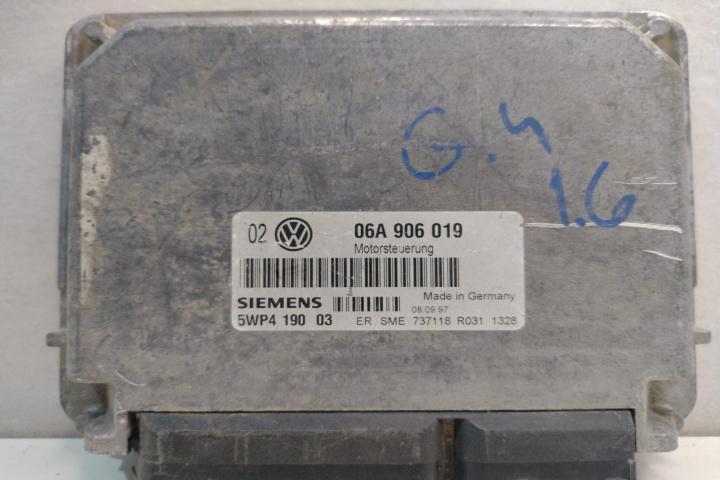 G.4
1.6
02 VW 06A 906 019
Motorsteuerung
Made in Germany
SIEMENS 08.09.97
5WP4 190 03 ER SME 737118 R031 1328